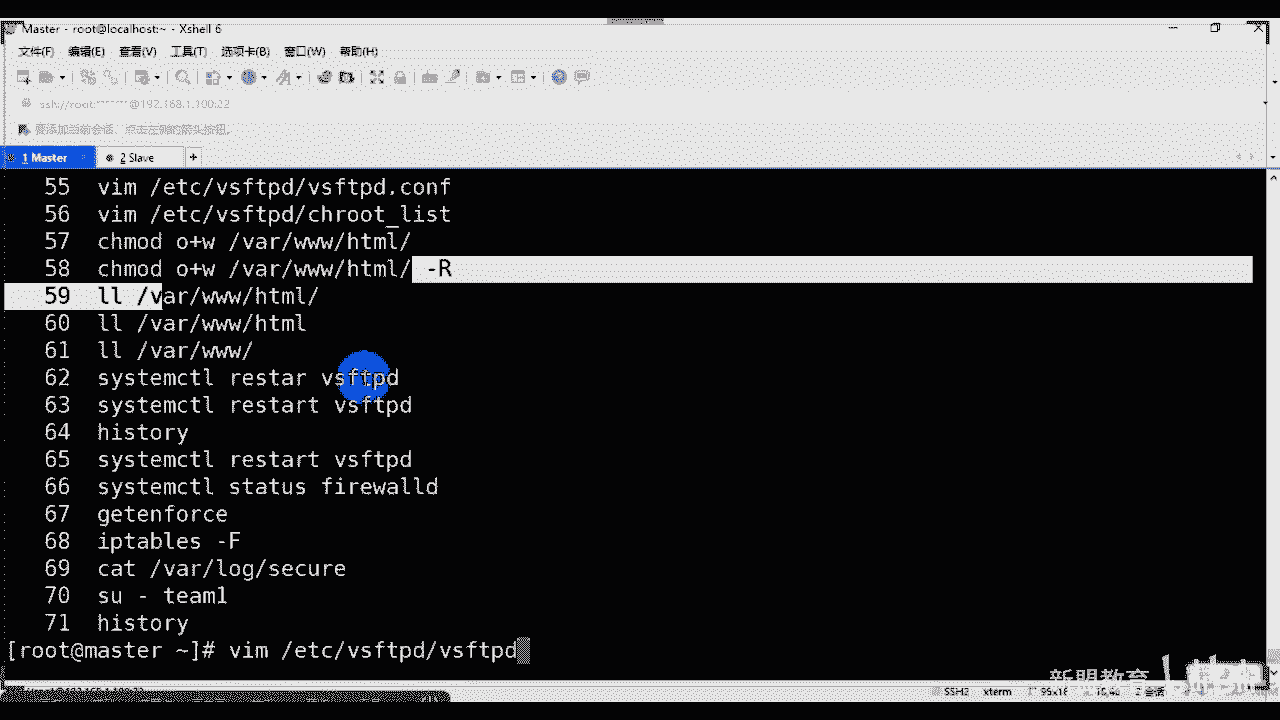 Master - root@localhost:~ - Xshell 6
文件(F) 编辑(E) 查看(V) 工具(T) 选项卡(B) 窗口(W) 帮助(H)
ssh://root:*******@192.168.1.100:22
要添加当前会话，点击左侧的箭头按钮。
1 Master 2 Slave +
55 vim /etc/vsftpd/vsftpd.conf
56 vim /etc/vsftpd/chroot_list
57 chmod o+w /var/www/html/
58 chmod o+w /var/www/html/ -R
59 ll /var/www/html/
60 ll /var/www/html
61 ll /var/www/
62 systemctl restar vsftpd
63 systemctl restart vsftpd
64 history
65 systemctl restart vsftpd
66 systemctl status firewalld
67 getenforce
68 iptables -F
69 cat /var/log/secure
70 su - team1
71 history
[root@master ~]# vim /etc/vsftpd/vsftpd
新盟教育
SSH2 xterm